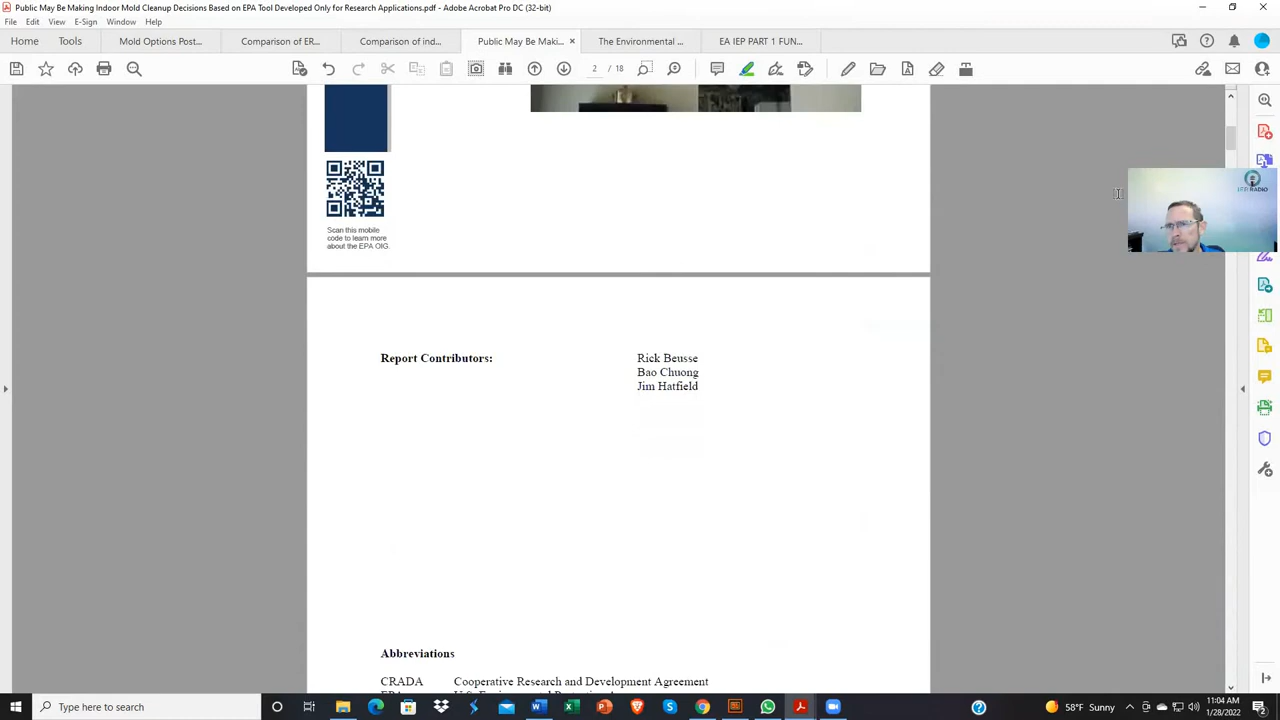 Public May Be Making Indoor Mold Cleanup Decisions Based on EPA Tool Developed Only for Research Applications.pdf - Adobe Acrobat Pro DC (32-bit)
File Edit View E-Sign Window Help
Home Tools Mold Options Post... Comparison of ER... Comparison of ind... Public May Be Maki... The Environmental ... EA IEP PART 1 FUN...
2 / 18
RADIO
Scan this mobile
code to learn more
about the EPA OIG.
Report Contributors: Rick Beusse
Bao Chuong
Jim Hatfield
Abbreviations
CRADA Cooperative Research and Development Agreement
Type here to search
58°F Sunny
11:04 AM
1/28/2022